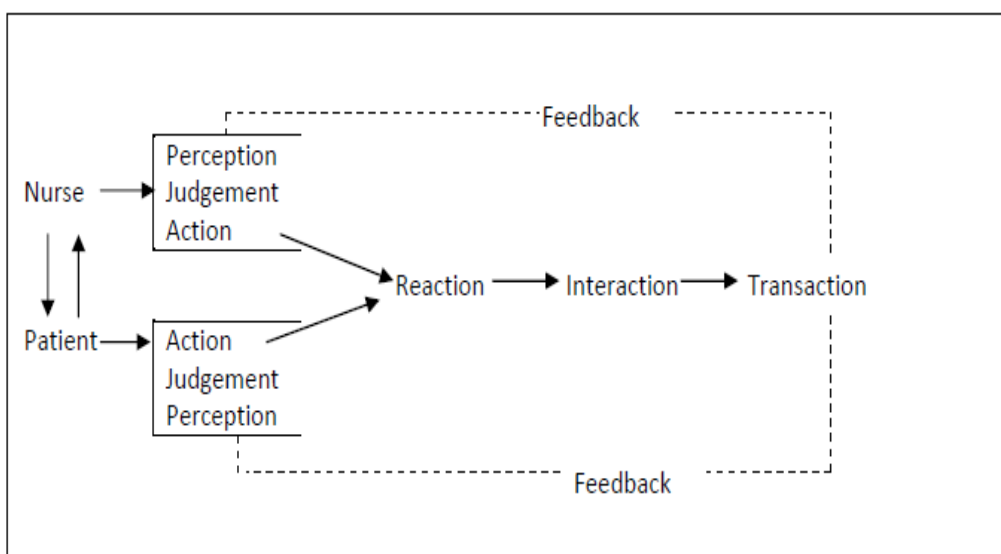 Feedback
Perception
Nurse
Judgement
Action
Reaction
Interaction
Transaction
Patient
Action
Judgement
Perception
Feedback